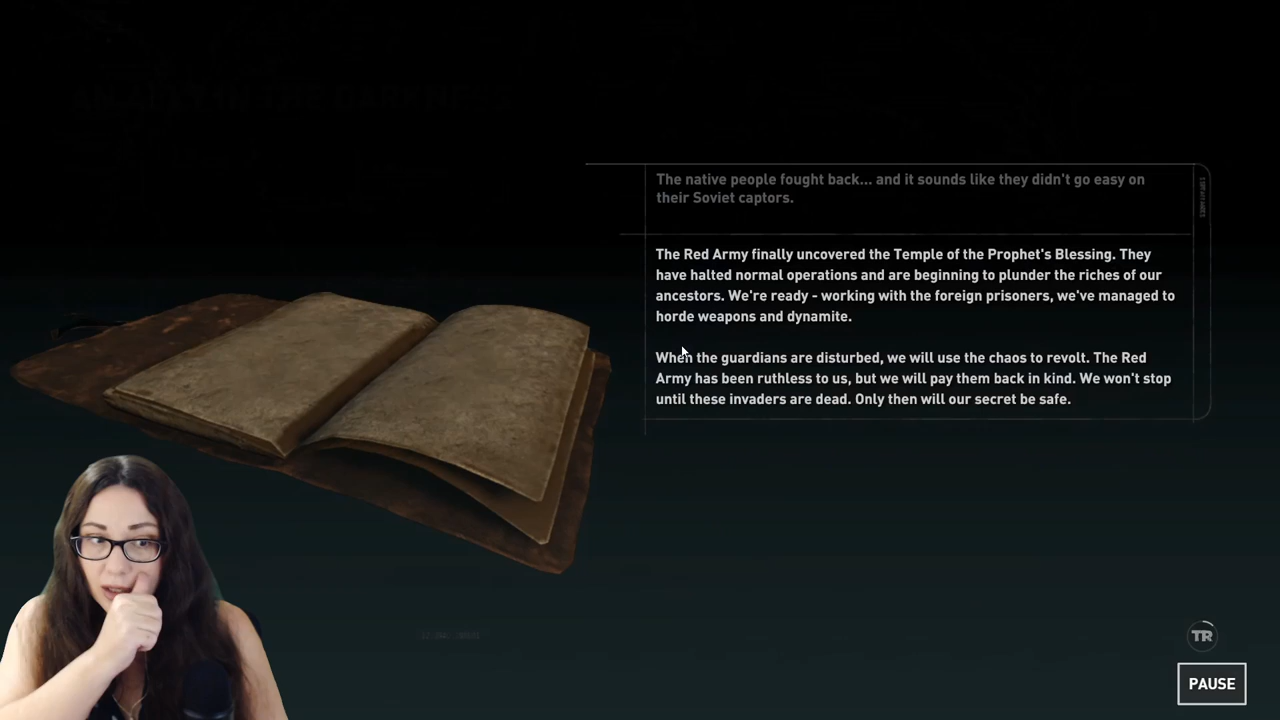 The native people fought back... and it sounds like they didn't go easy on
their Soviet captors.
The Red Army finally uncovered the Temple of the Prophet's Blessing. They
have halted normal operations and are beginning to plunder the riches of our
ancestors. We're ready - working with the foreign prisoners, we've managed to
horde weapons and dynamite.
When the guardians are disturbed, we will use the chaos to revolt. The Red
Army has been ruthless to us, but we will pay them back in kind. We won't stop
until these invaders are dead. Only then will our secret be safe.
TR
PAUSE